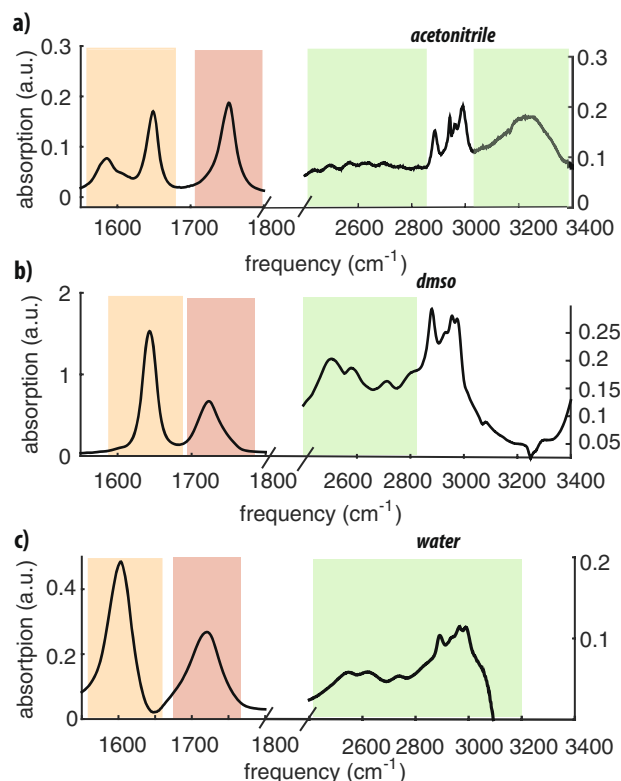 a)
acetonitrile
absorption (a.u.)
0.3
0.2
0.1
0
0.3
0.2
0.1
0
1600 1700 1800 2600 2800 3000 3200 3400
frequency (cm-1)
b)
dmso
absorption (a.u.)
2
1
0
0.25
0.20
0.15
0.10
0.05
1600 1700 1800 2600 2800 3000 3200 3400
frequency (cm-1)
c)
water
absortpion (a.u.)
0.4
0.2
0
0.2
0.1
1600 1700 1800 2600 2800 3000 3200 3400
frequency (cm-1)